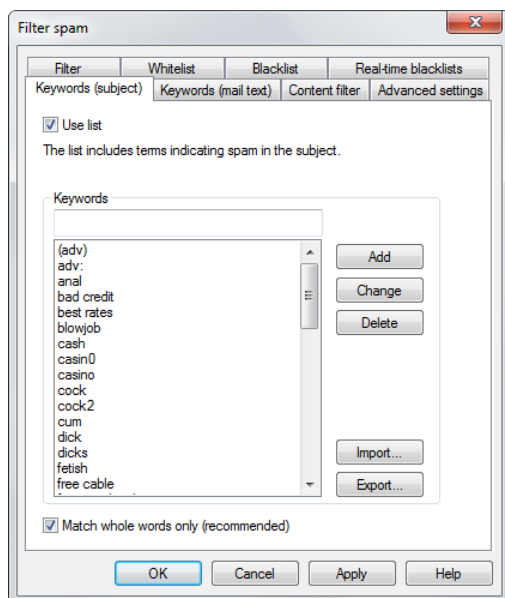 Filter spam
Filter Whitelist Blacklist Real-time blacklists
Keywords (subject) Keywords (mail text) Content filter Advanced settings
Use list
The list includes terms indicating spam in the subject.
Keywords
(adv)
adv:
anal
bad credit
best rates
blowjob
cash
casin0
casino
cock
cock2
cum
dick
dicks
fetish
free cable
Add
Change
Delete
Import...
Export...
Match whole words only (recommended)
OK Cancel Apply Help